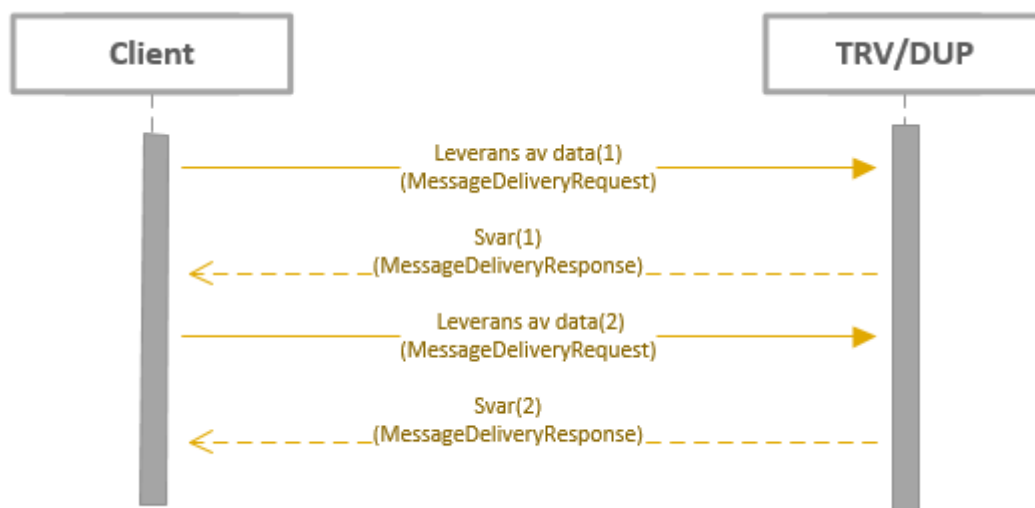 Client
TRV/DUP
Leverans av data(1)
(MessageDeliveryRequest)
Svar(1)
(MessageDeliveryResponse)
Leverans av data(2)
(MessageDeliveryRequest)
Svar(2)
(MessageDeliveryResponse)